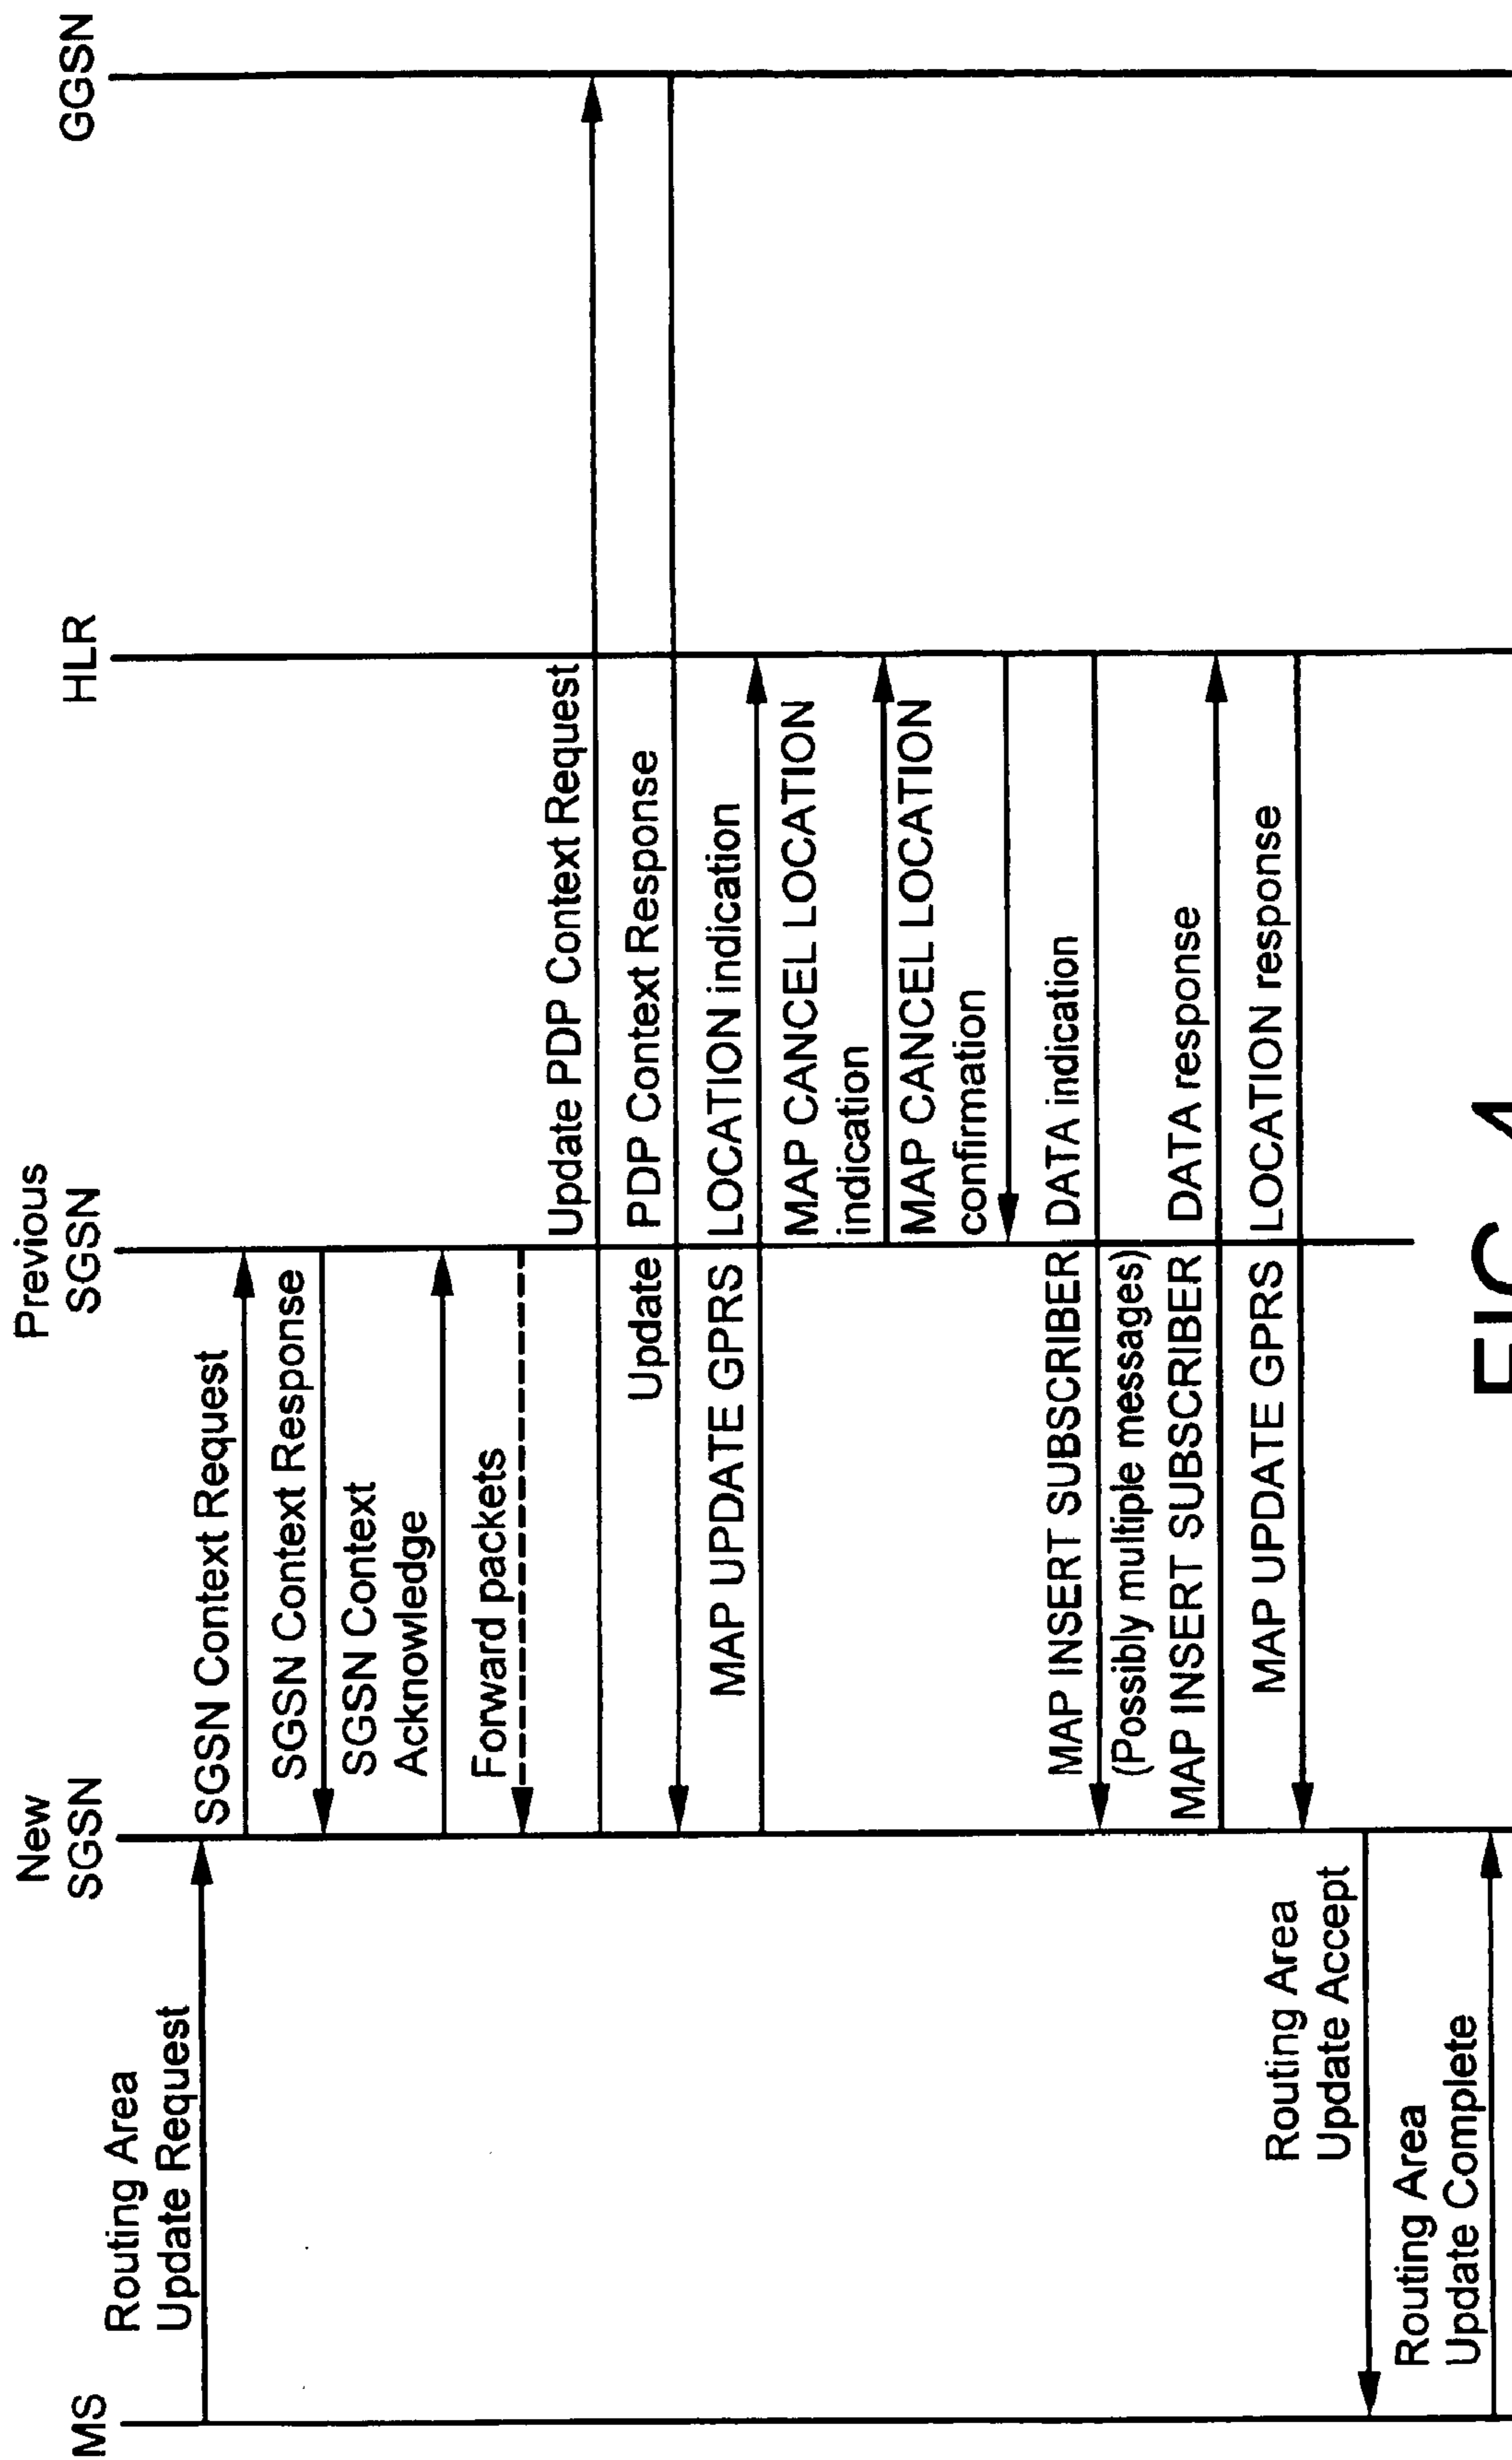 MS
New
SGSN
Previous
SGSN
HLR
GGSN
Routing Area
Update Request
SGSN Context Request
SGSN Context Response
SGSN Context
Acknowledge
Forward packets
Update PDP Context Request
Update PDP Context Response
MAP UPDATE GPRS LOCATION indication
MAP CANCEL LOCATION
indication
MAP CANCEL LOCATION
confirmation
MAP INSERT SUBSCRIBER DATA indication
(Possibly multiple messages)
MAP INSERT SUBSCRIBER DATA response
MAP UPDATE GPRS LOCATION response
Routing Area
Update Accept
Routing Area
Update Complete
FIG. 4